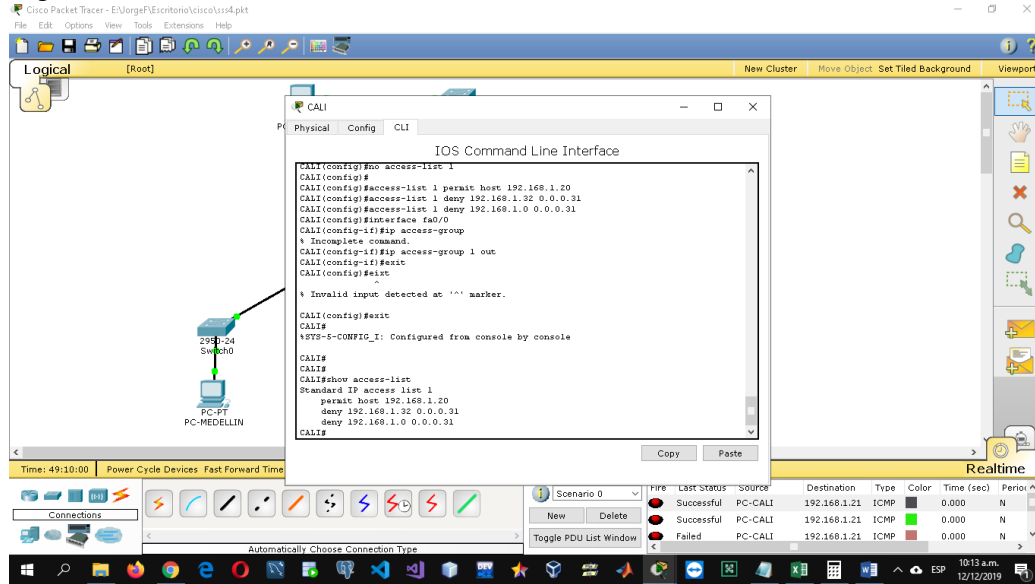 Cisco Packet Tracer - E:\JorgeF\Escritorio\cisco\sss4.pkt
File Edit Options View Tools Extensions Help
Logical [Root] New Cluster Move Object Set Tiled Background Viewport
CALI
Physical Config CLI
IOS Command Line Interface
CALI(config)#no access-list 1
CALI(config)#
CALI(config)#access-list 1 permit host 192.168.1.20
CALI(config)#access-list 1 deny 192.168.1.32 0.0.0.31
CALI(config)#access-list 1 deny 192.168.1.0 0.0.0.31
CALI(config)#interface fa0/0
CALI(config-if)#ip access-group
% Incomplete command.
CALI(config-if)#ip access-group 1 out
CALI(config-if)#exit
CALI(config)#eixt
^
% Invalid input detected at '^' marker.
CALI(config)#exit
CALI#
%SYS-5-CONFIG_I: Configured from console by console
CALI#
CALI#
CALI#show access-list
Standard IP access list 1
permit host 192.168.1.20
deny 192.168.1.32 0.0.0.31
deny 192.168.1.0 0.0.0.31
CALI#
Copy Paste
2950-24
Switch0
PC-PT
PC-MEDELLIN
Time: 49:10:00 Power Cycle Devices Fast Forward Time
Realtime
Connections
Automatically Choose Connection Type
Scenario 0
New Delete
Toggle PDU List Window
Fire Last Status Source Destination Type Color Time (sec) Period
Successful PC-CALI 192.168.1.21 ICMP 0.000 N
Successful PC-CALI 192.168.1.21 ICMP 0.000 N
Failed PC-CALI 192.168.1.21 ICMP 0.000 N
ESP
10:13 a.m.
12/12/2019